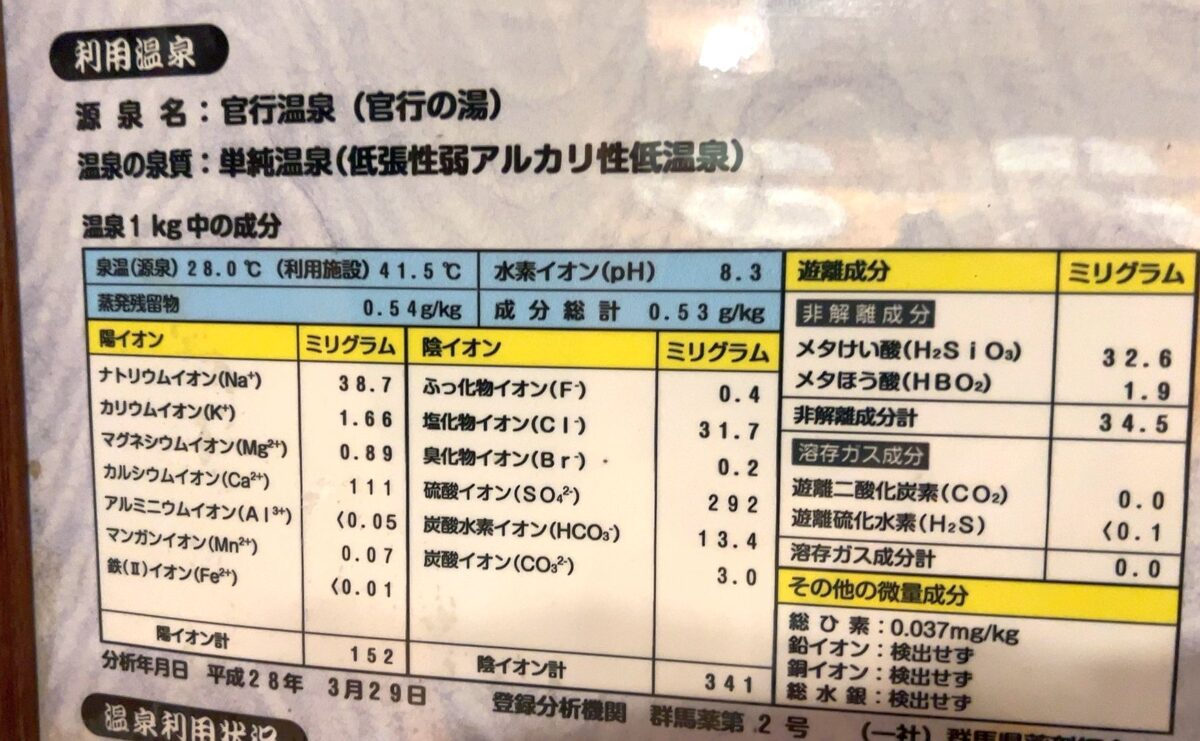 利用温泉
源泉名：官行温泉（官行の湯）
温泉の泉質：単純温泉（低張性弱アルカリ性低温泉）
温泉1kg中の成分
泉温（源泉）28.0℃（利用施設）41.5℃ 水素イオン（pH） 8.3
蒸発残留物 0.54g/kg 成分総計 0.53g/kg
陽イオン ミリグラム
ナトリウムイオン（Na⁺） 38.7
カリウムイオン（K⁺） 1.66
マグネシウムイオン（Mg²⁺） 0.89
カルシウムイオン（Ca²⁺） 111
アルミニウムイオン（Al³⁺） <0.05
マンガンイオン（Mn²⁺） 0.07
鉄（Ⅱ）イオン（Fe²⁺） <0.01
陽イオン計 152
陰イオン ミリグラム
ふっ化物イオン（F⁻） 0.4
塩化物イオン（Cl⁻） 31.7
臭化物イオン（Br⁻） 0.2
硫酸イオン（SO₄²⁻） 292
炭酸水素イオン（HCO₃⁻） 13.4
炭酸イオン（CO₃²⁻） 3.0
陰イオン計 341
遊離成分 ミリグラム
非解離成分
メタけい酸（H₂SiO₃） 32.6
メタほう酸（HBO₂） 1.9
非解離成分計 34.5
溶存ガス成分
遊離二酸化炭素（CO₂） 0.0
遊離硫化水素（H₂S） <0.1
溶存ガス成分計 0.0
その他の微量成分
総ひ素：0.037mg/kg
鉛イオン：検出せず
銅イオン：検出せず
総水銀：検出せず
分析年月日 平成28年 3月29日 登録分析機関 群馬薬第2号 （一社）群馬県薬剤
温泉利用状況